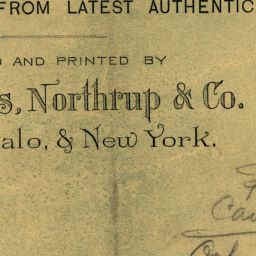 FROM LATEST AUTHENTIC
D AND PRINTED BY
s, Northrup & Co.
alo, & New York.